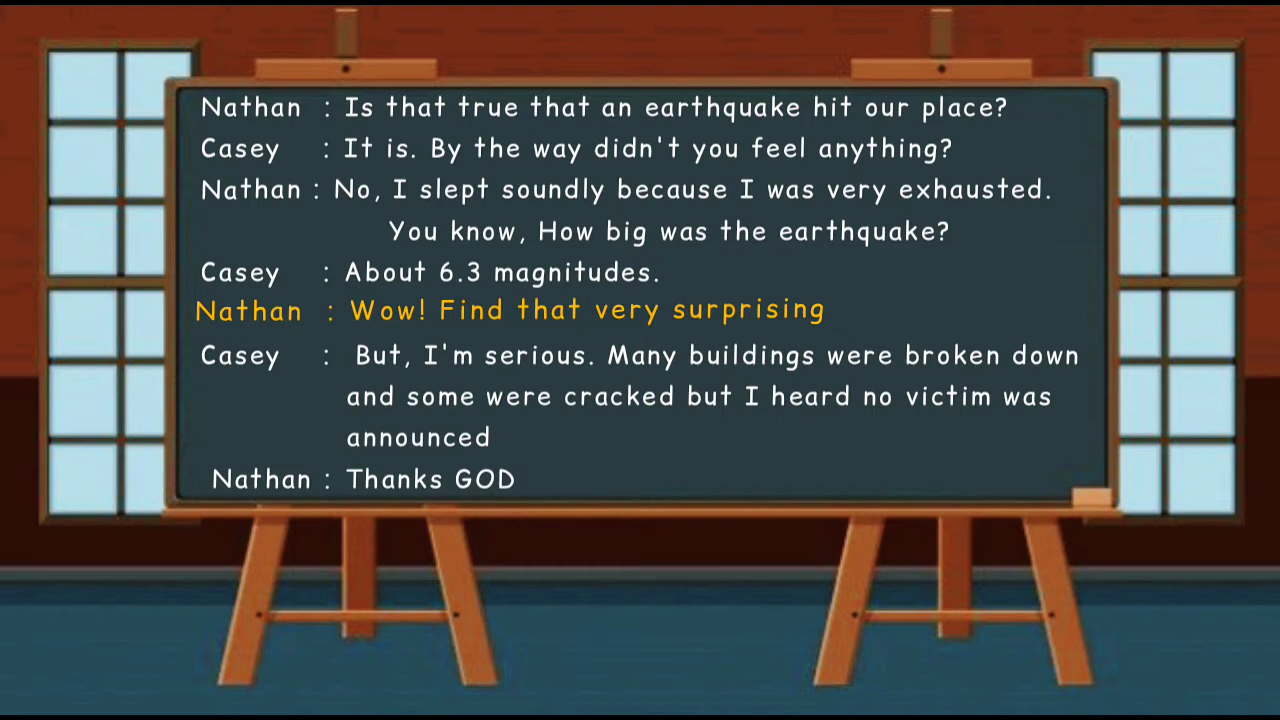 Nathan : Is that true that an earthquake hit our place?
Casey : It is. By the way didn't you feel anything?
Nathan : No, I slept soundly because I was very exhausted.
You know, How big was the earthquake?
Casey : About 6.3 magnitudes.
Nathan : Wow! Find that very surprising
Casey : But, I'm serious. Many buildings were broken down
and some were cracked but I heard no victim was
announced
Nathan : Thanks GOD